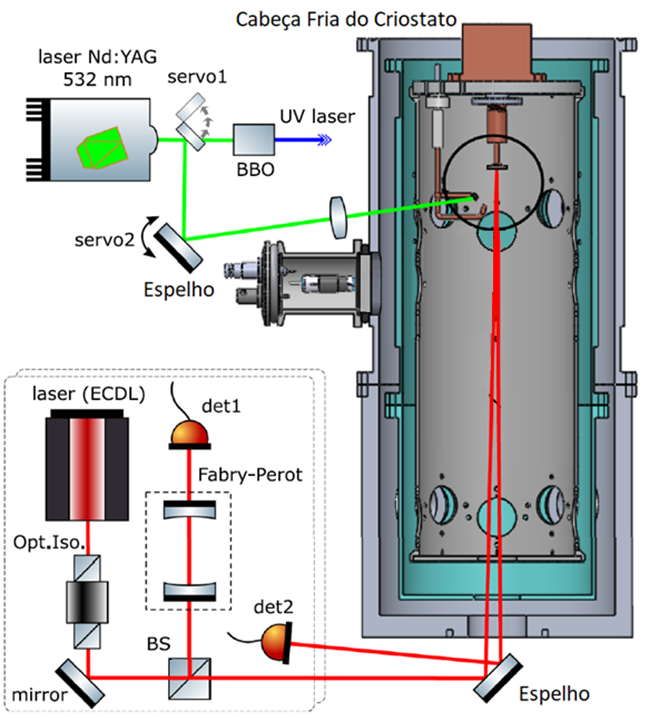 Cabeça Fria do Criostato
laser Nd:YAG
532 nm
servo1
UV laser
BBO
servo2
Espelho
laser (ECDL)
det1
Fabry-Perot
Opt.Iso.
det2
BS
mirror
Espelho